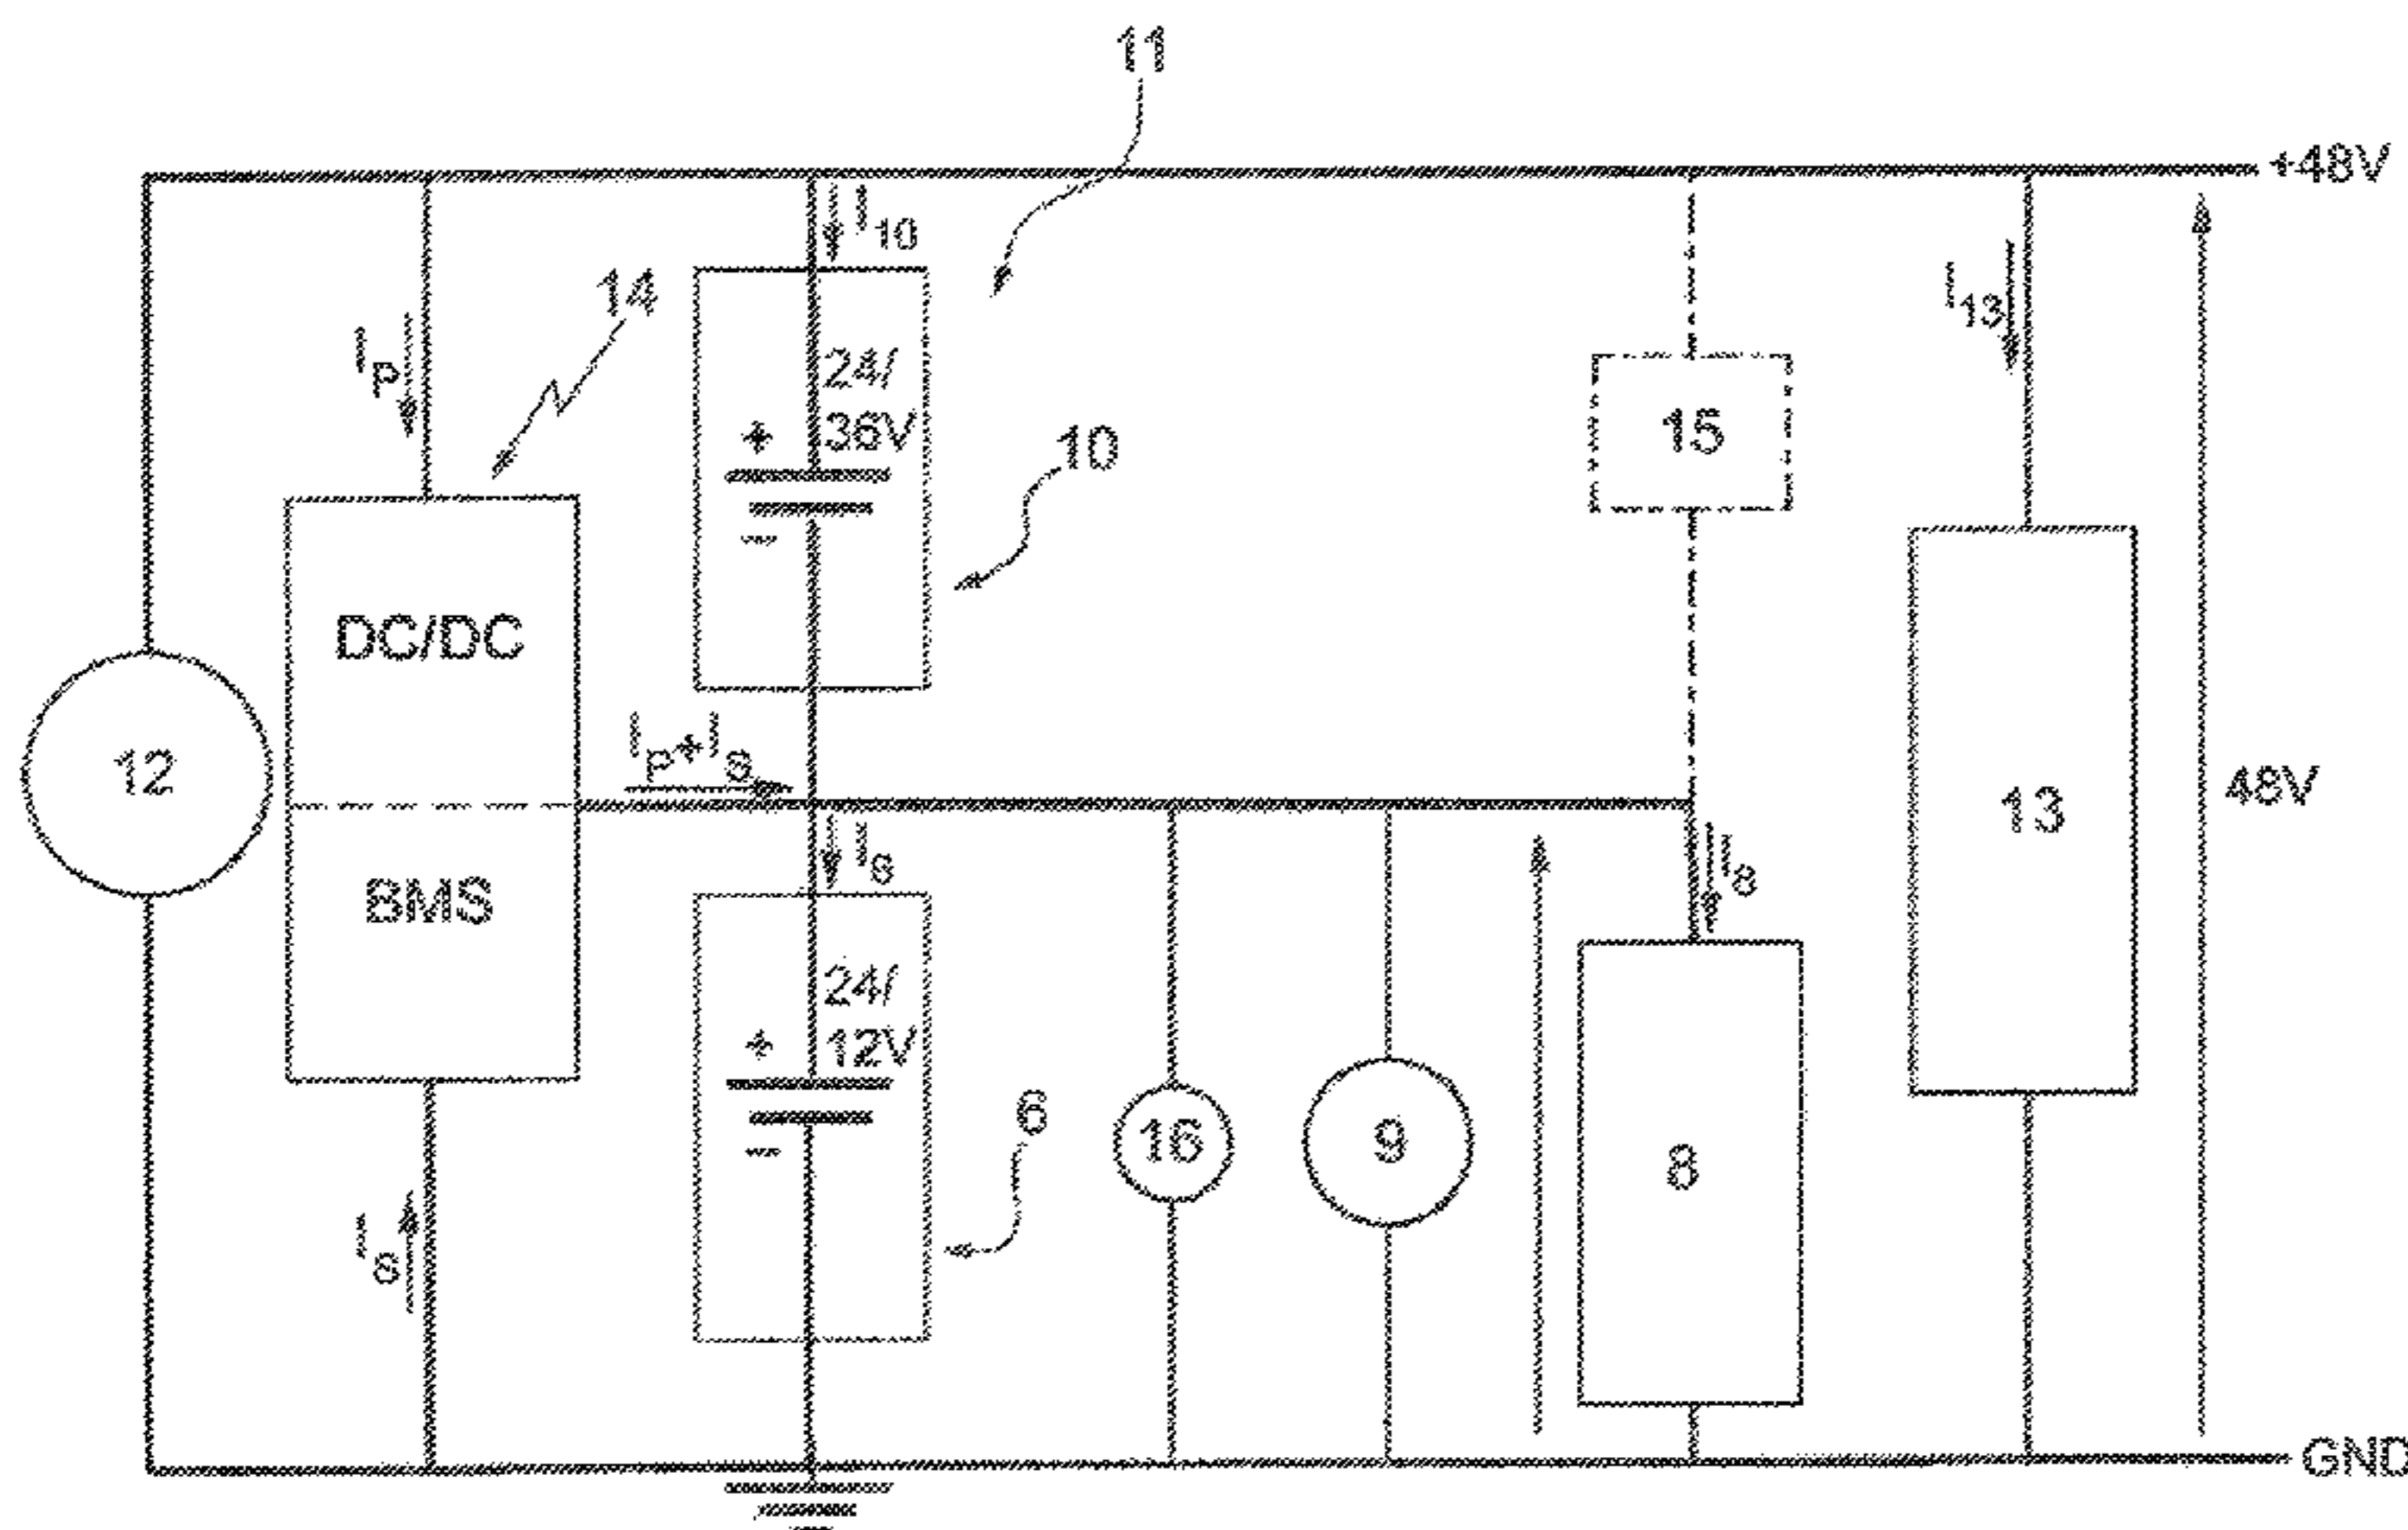 11
+48V
I10
14
I13
IP
24/
36V
+
15
10
-
DC/DC
IP+IS
12
48V
13
I6
I8
BMS
24/
12V
+
6
16
9
8
-
IS
GND